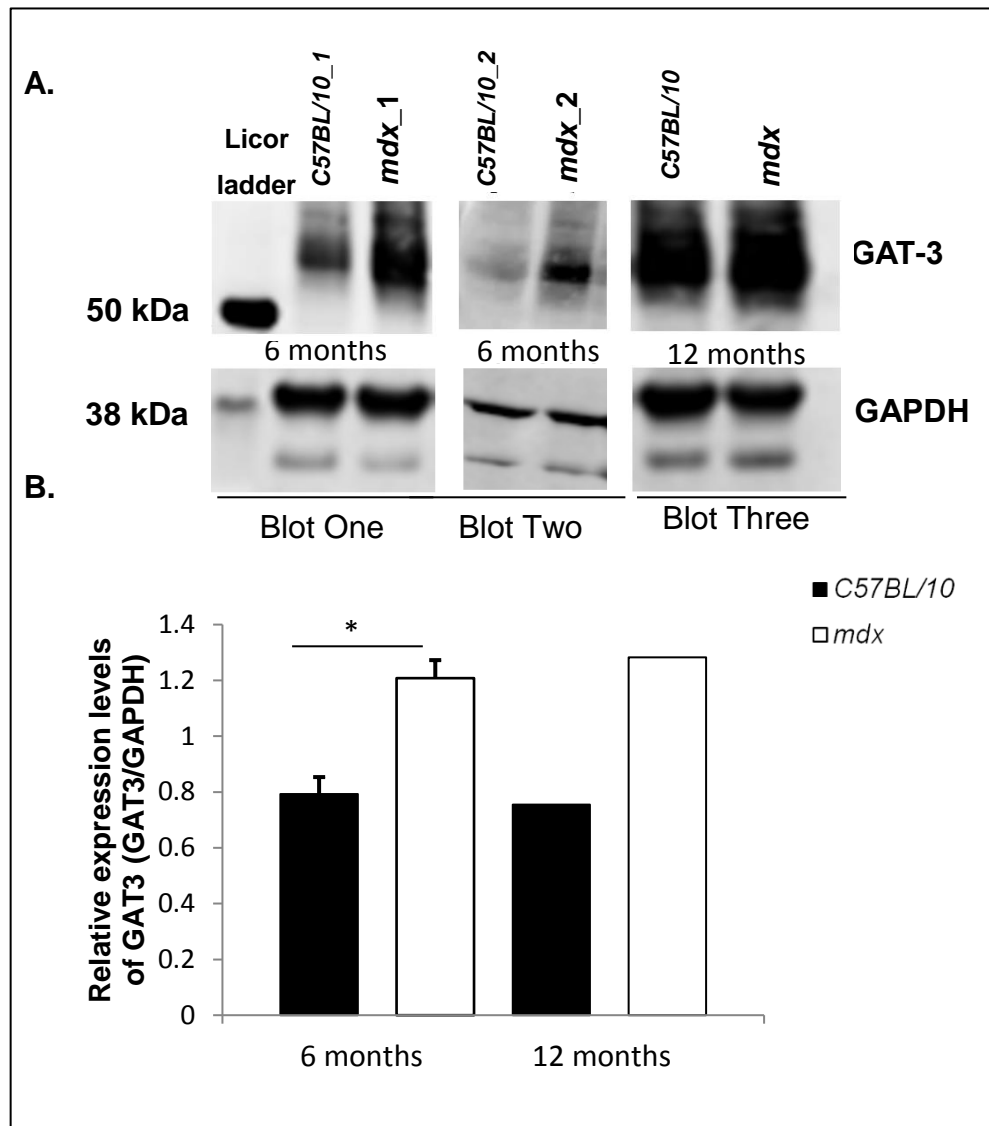 A.
Licor
ladder
C57BL/10_1
mdx_1
C57BL/10_2
mdx_2
C57BL/10
mdx
GAT-3
50 kDa
6 months
6 months
12 months
38 kDa
GAPDH
B.
Blot One
Blot Two
Blot Three
C57BL/10
mdx
Relative expression levels
of GAT3 (GAT3/GAPDH)
1.4
1.2
1
0.8
0.6
0.4
0.2
0
*
6 months
12 months